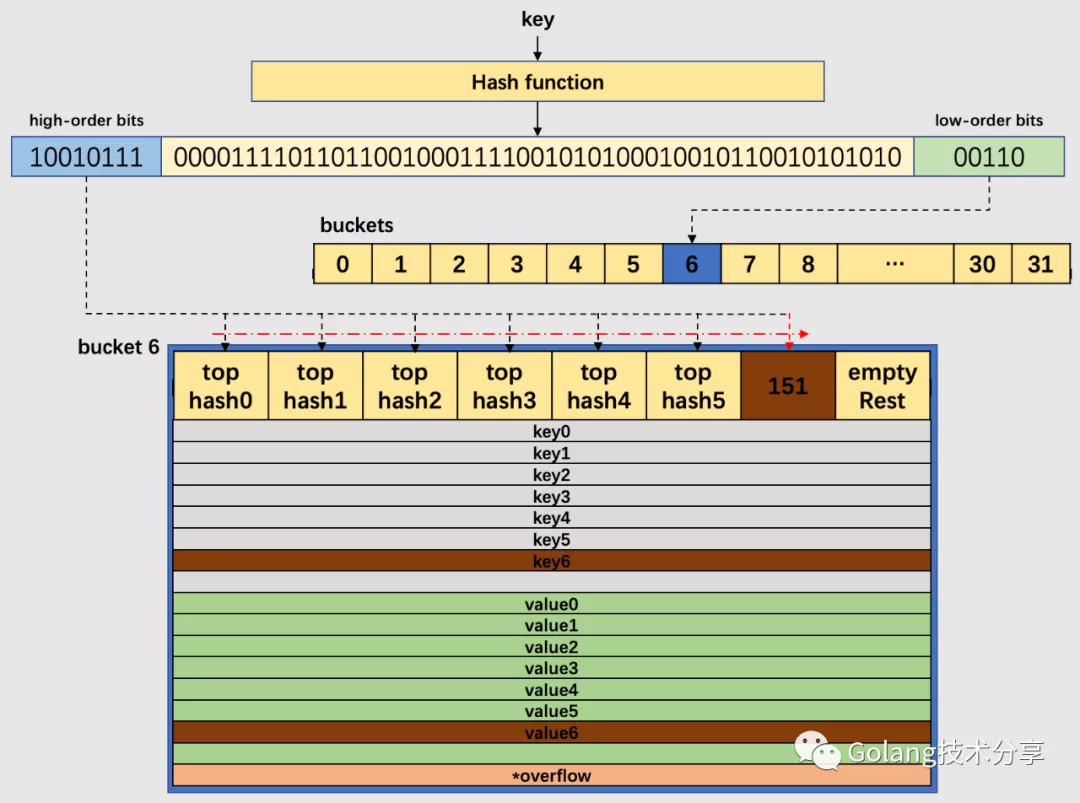 key
Hash function
high-order bits
low-order bits
10010111 000011110110110010001111001010100010010110010101010 00110
buckets
0 1 2 3 4 5 6 7 8 ··· 30 31
bucket 6
top hash0
top hash1
top hash2
top hash3
top hash4
top hash5
151
empty Rest
key0
key1
key2
key3
key4
key5
key6
value0
value1
value2
value3
value4
value5
value6
*overflow
Golang技术分享